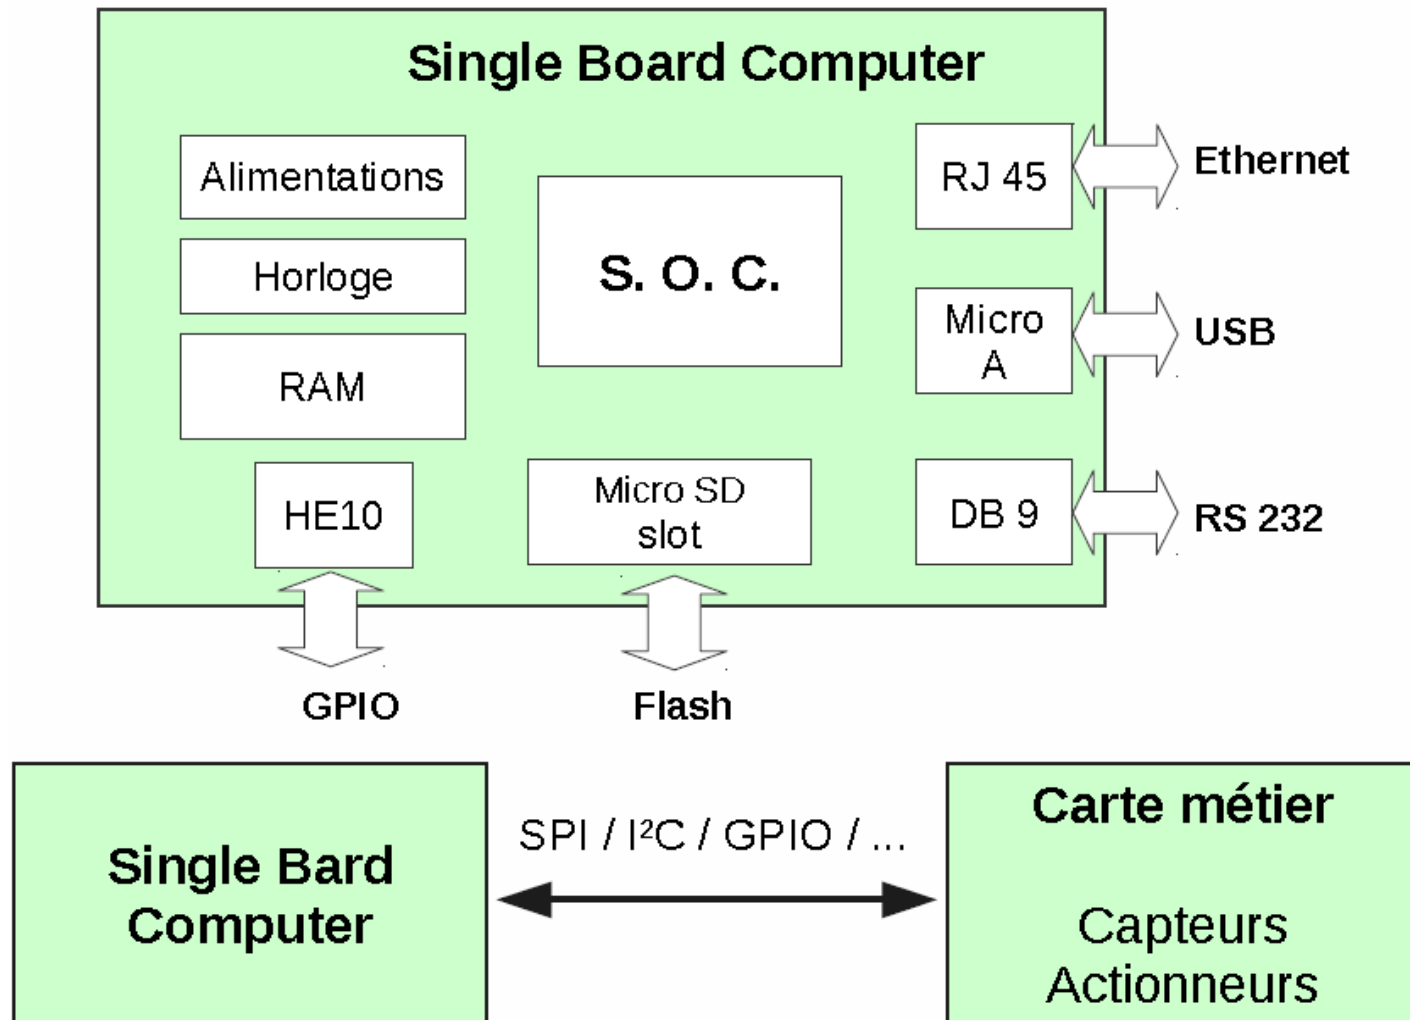 Single Board Computer
Alimentations
Horloge
RAM
S. O. C.
RJ 45
Ethernet
Micro
A
USB
HE10
Micro SD
slot
DB 9
RS 232
GPIO
Flash
Single Bard
Computer
SPI / I²C / GPIO / ...
Carte métier
Capteurs
Actionneurs